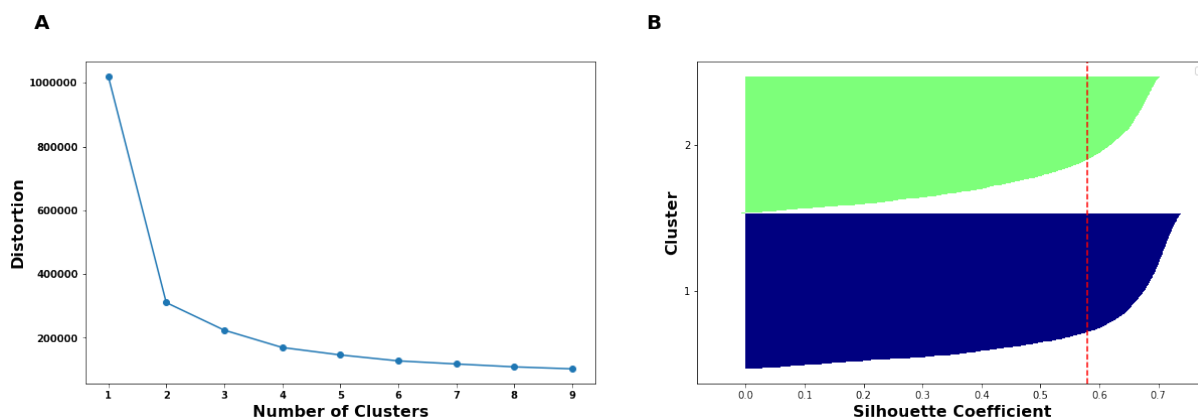 A
1000000
800000
600000
400000
200000
Distortion
1 2 3 4 5 6 7 8 9
Number of Clusters
B
2
1
Cluster
0.0 0.1 0.2 0.3 0.4 0.5 0.6 0.7
Silhouette Coefficient